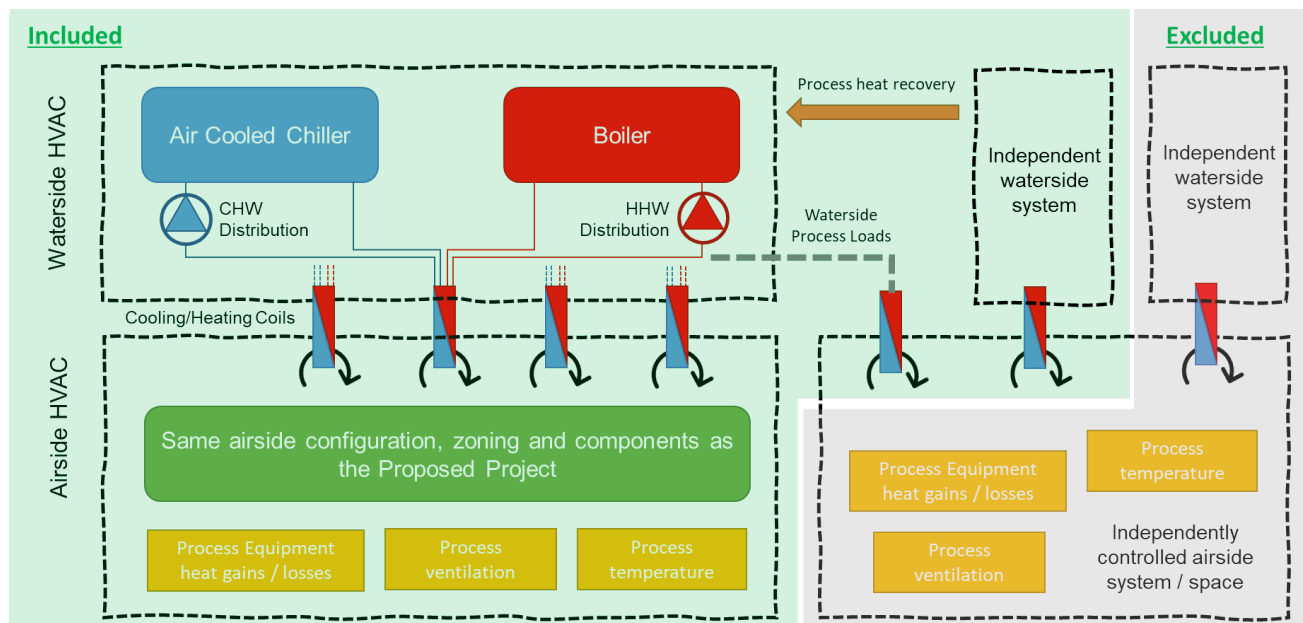 Included
Excluded
Waterside HVAC
Air Cooled Chiller
Boiler
Process heat recovery
Independent
waterside
system
Independent
waterside
system
CHW
Distribution
HHW
Distribution
Waterside
Process Loads
Cooling/Heating Coils
Airside HVAC
Same airside configuration, zoning and components as
the Proposed Project
Process Equipment
heat gains / losses
Process
ventilation
Process
temperature
Process Equipment
heat gains / losses
Process
temperature
Process
ventilation
Independently
controlled airside
system / space